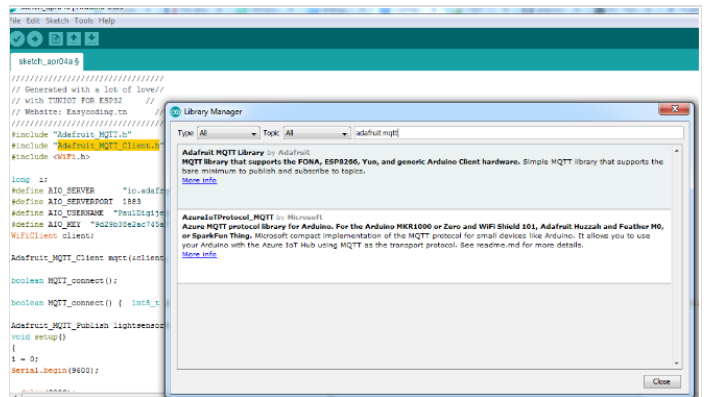 File Edit Sketch Tools Help
sketch_apr04a §
//////////////////////////////////
// Generated with a lot of love//
// with TUNIOT FOR ESP32 //
// Website: Easycoding.tn //
//////////////////////////////////
#include "Adafruit_MQTT.h"
#include "Adafruit_MQTT_Client.h"
#include <WiFi.h>
long i;
#define AIO_SERVER "io.adafr
#define AIO_SERVERPORT 1883
#define AIO_USERNAME "PaulDigije
#define AIO_KEY
WiFiClient client;
Adafruit_MQTT_Client mqtt(&client
boolean MQTT_connect();
boolean MQTT_connect() { int8_t
Adafruit_MQTT_Publish lightsensor
void setup()
{
i = 0;
Serial.begin(9600);
Library Manager
Type All Topic All adafruit mqtt
Adafruit MQTT Library by Adafruit
MQTT library that supports the FONA, ESP8266, Yun, and generic Arduino Client hardware. Simple MQTT library that supports the
bare minimum to publish and subscribe to topics.
More info
AzureIoTProtocol_MQTT by Microsoft
Azure MQTT protocol library for Arduino. For the Arduino MKR1000 or Zero and WiFi Shield 101, Adafruit Huzzah and Feather M0,
or SparkFun Thing. Microsoft compact implementation of the MQTT protocol for small devices like Arduino. It allows you to use
your Arduino with the Azure IoT Hub using MQTT as the transport protocol. See readme.md for more details.
More info
Close